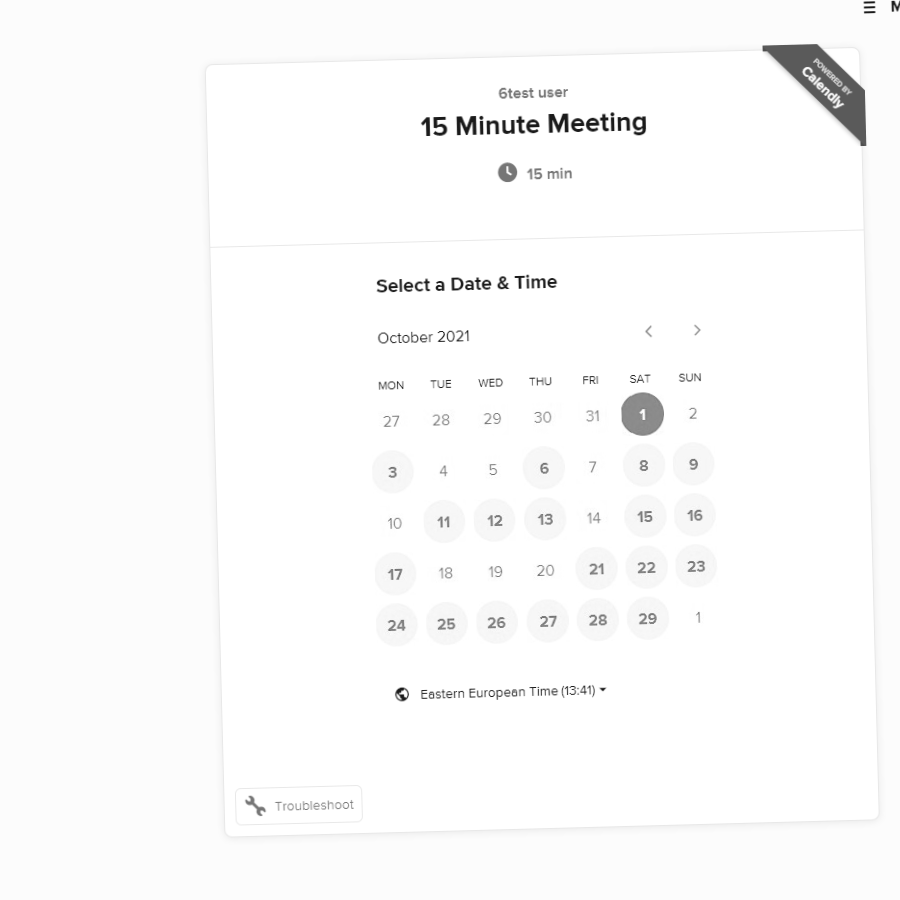 M
POWERED BY
Calendly
6test user
15 Minute Meeting
15 min
Select a Date & Time
October 2021
MON TUE WED THU FRI SAT SUN
27 28 29 30 31 1 2
3 4 5 6 7 8 9
10 11 12 13 14 15 16
17 18 19 20 21 22 23
24 25 26 27 28 29 1
Eastern European Time (13:41)
Troubleshoot